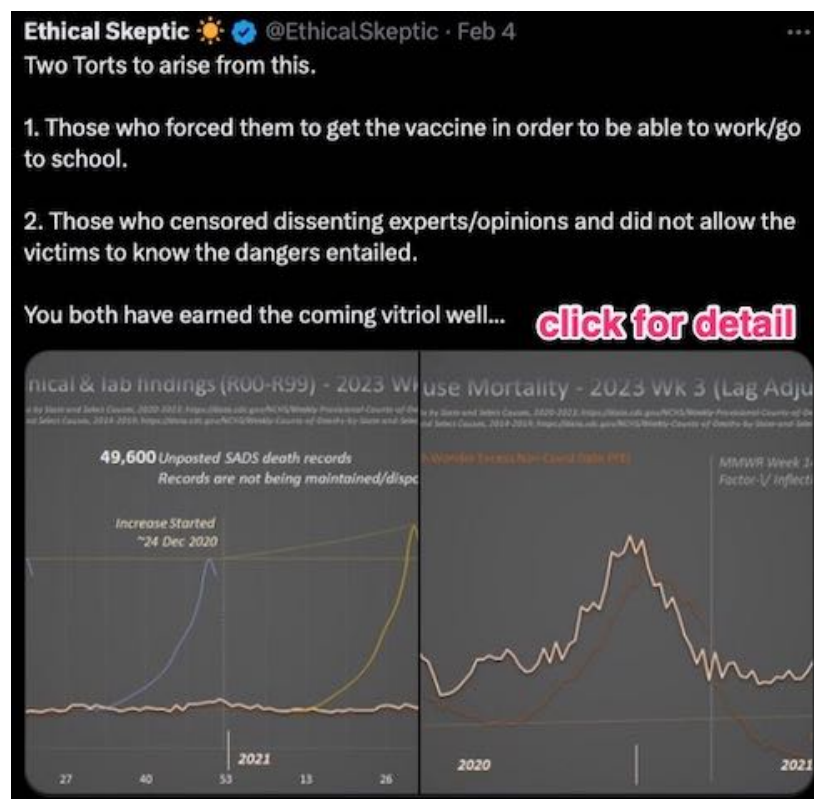 Ethical Skeptic @EthicalSkeptic · Feb 4
Two Torts to arise from this.
1. Those who forced them to get the vaccine in order to be able to work/go
to school.
2. Those who censored dissenting experts/opinions and did not allow the
victims to know the dangers entailed.
You both have earned the coming vitriol well...
click for detail
nical & lab findings (R00-R99) - 2023 W
49,600 Unposted SADS death records
Records are not being maintained/dispo
Increase Started
~24 Dec 2020
2021
27 40 53 13 26
use Mortality - 2023 Wk 3 (Lag Adju
MMWR Week 1
Factor
2020
2021